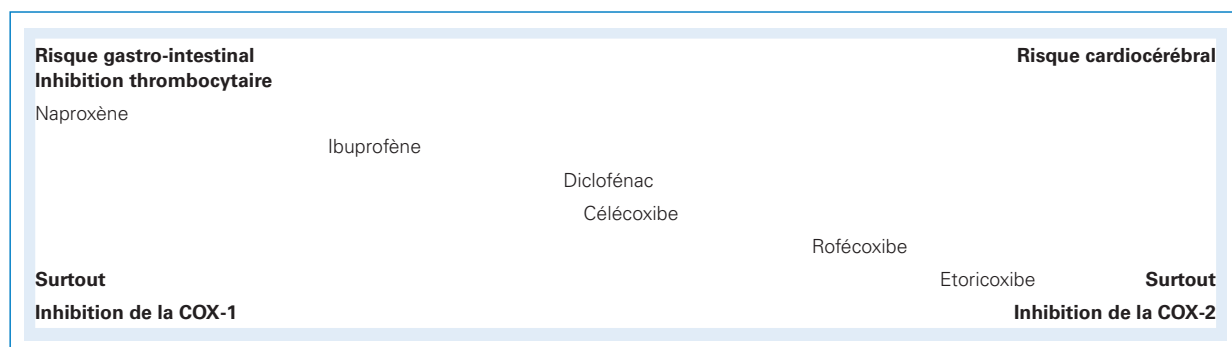 Risque gastro-intestinal Risque cardiocérébral
Inhibition thrombocytaire
Naproxène
Ibuprofène
Diclofénac
Célécoxibe
Rofécoxibe
Surtout Etoricoxibe Surtout
Inhibition de la COX-1 Inhibition de la COX-2